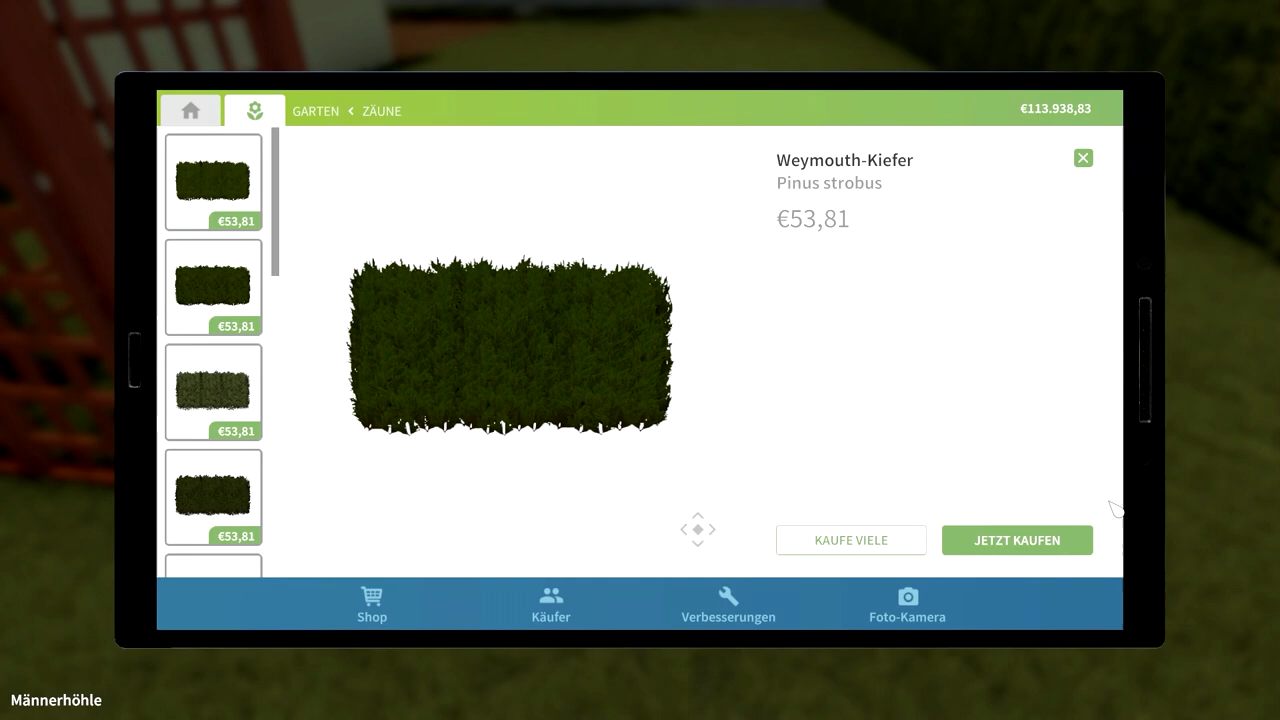 GARTEN < ZÄUNE
€113.938,83
€53,81
€53,81
€53,81
€53,81
Weymouth-Kiefer
Pinus strobus
€53,81
KAUFE VIELE
JETZT KAUFEN
Shop
Käufer
Verbesserungen
Foto-Kamera
Männerhöhle